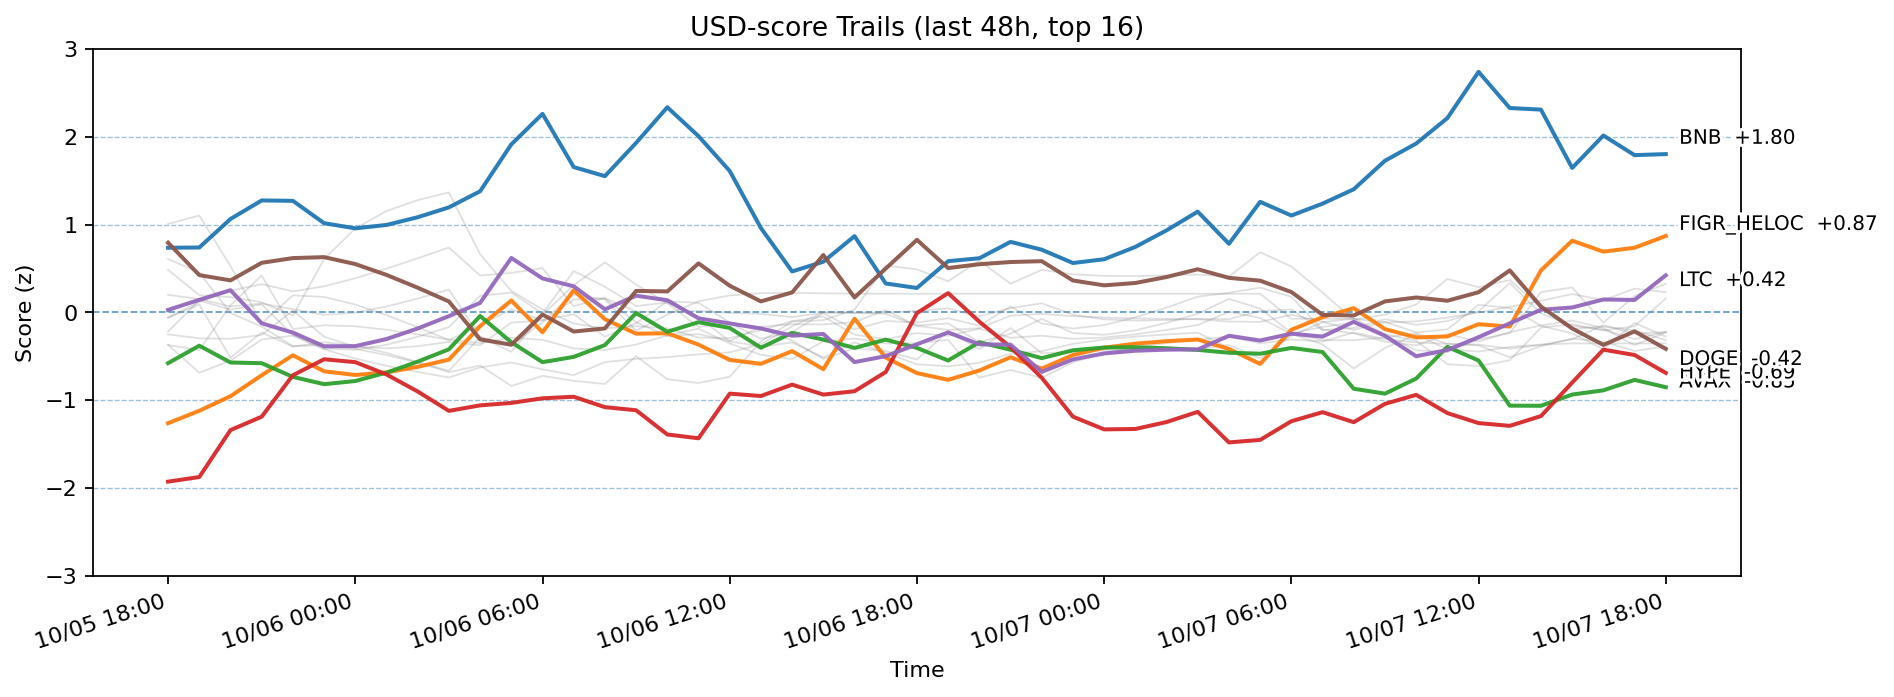 USD-score Trails (last 48h, top 16)
Score (z)
3
2
1
0
−1
−2
−3
BNB +1.80
FIGR_HELOC +0.87
LTC +0.42
DOGE -0.42
HYPE -0.69
AVAX -0.85
10/05 18:00
10/06 00:00
10/06 06:00
10/06 12:00
10/06 18:00
10/07 00:00
10/07 06:00
10/07 12:00
10/07 18:00
Time